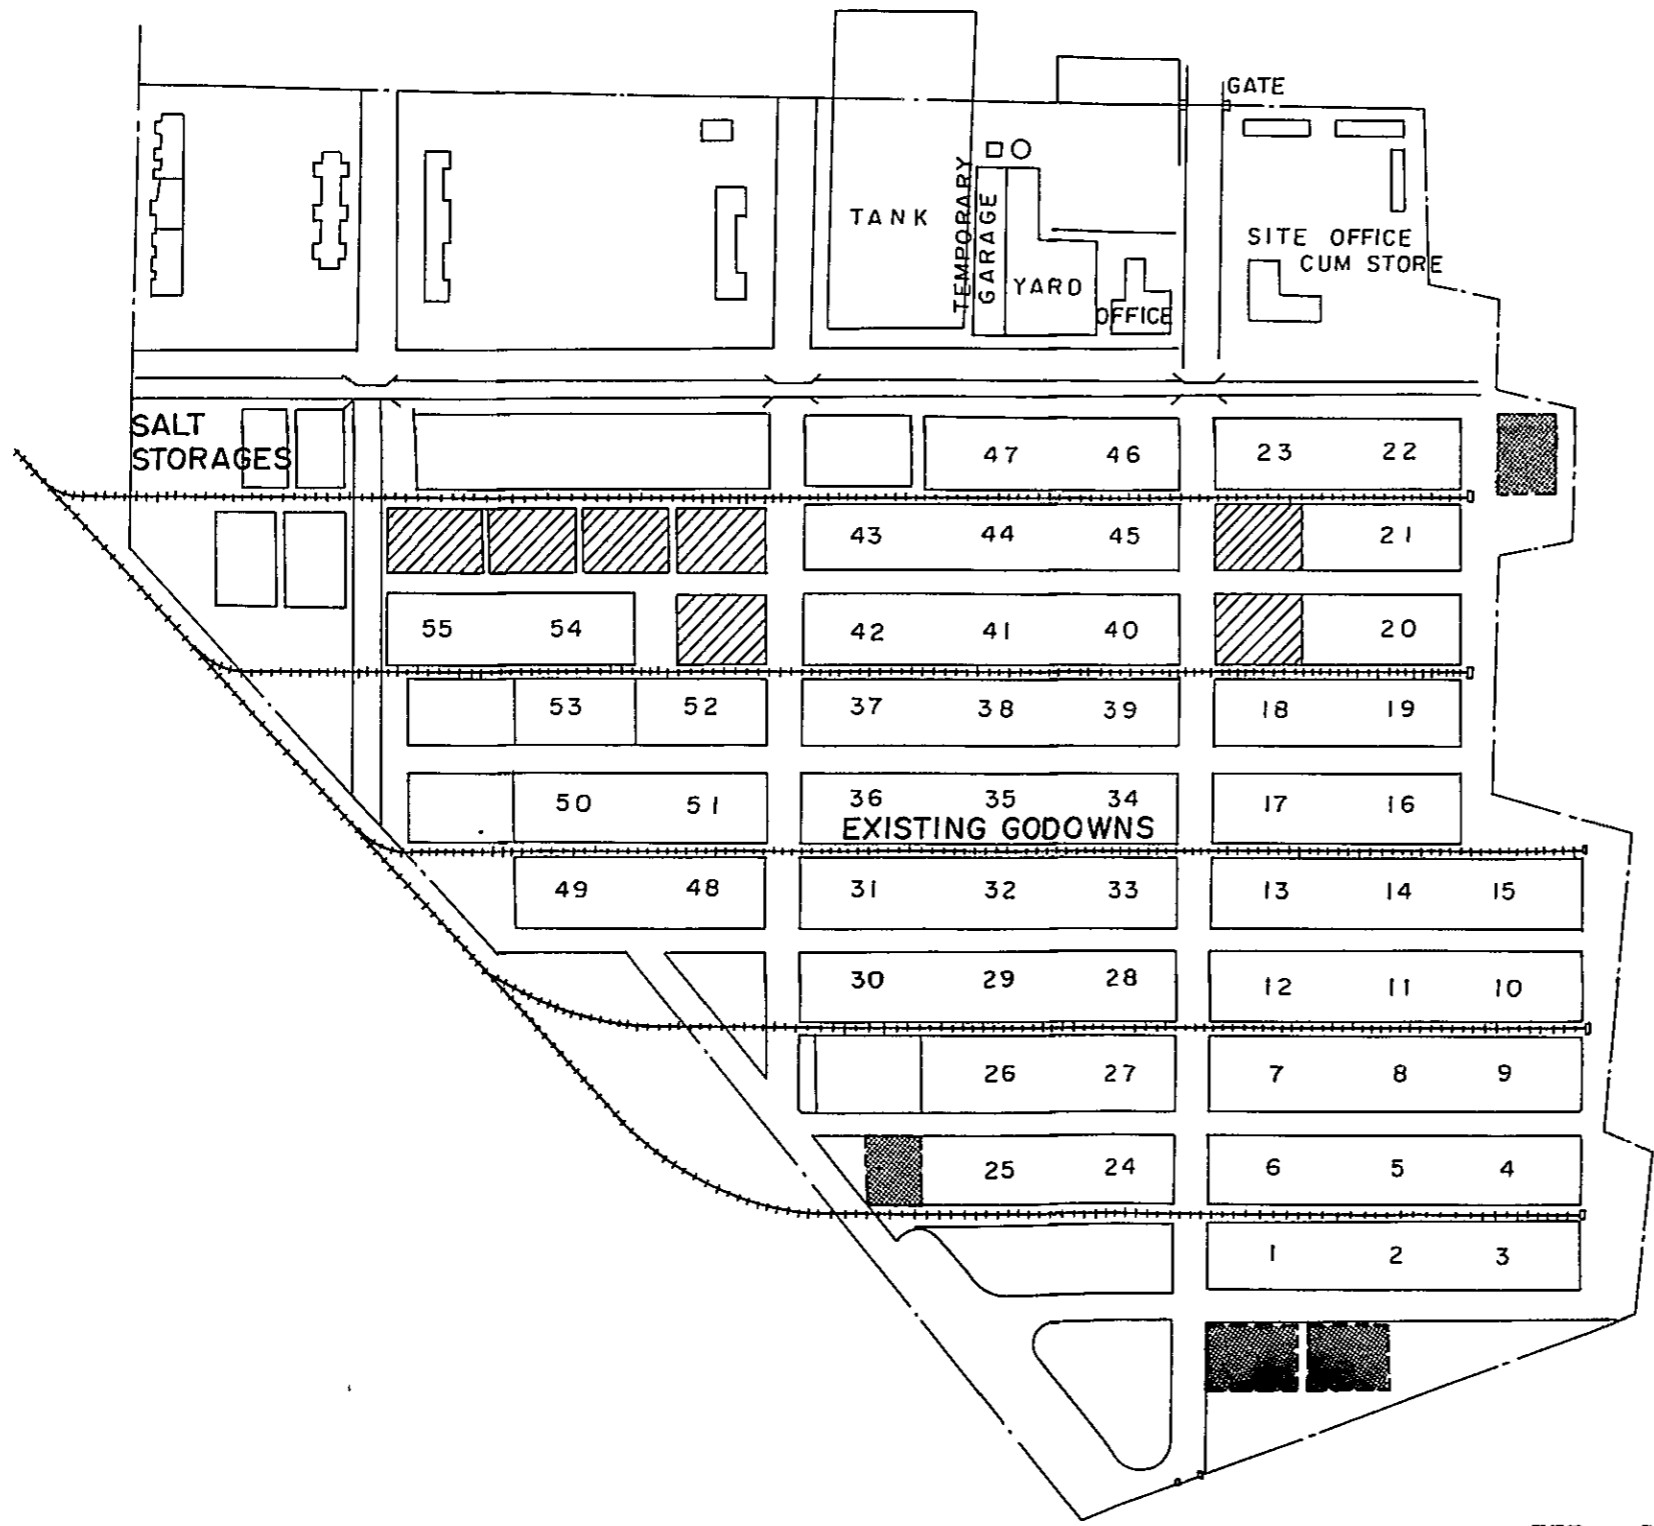 GATE
TANK
TEMPORARY
GARAGE
YARD
OFFICE
SITE OFFICE
CUM STORE
SALT
STORAGES
47 46 23 22
43 44 45 21
55 54 42 41 40 20
53 52 37 38 39 18 19
50 51 36 35 34 17 16
EXISTING GODOWNS
49 48 31 32 33 13 14 15
30 29 28 12 11 10
26 27 7 8 9
25 24 6 5 4
1 2 3